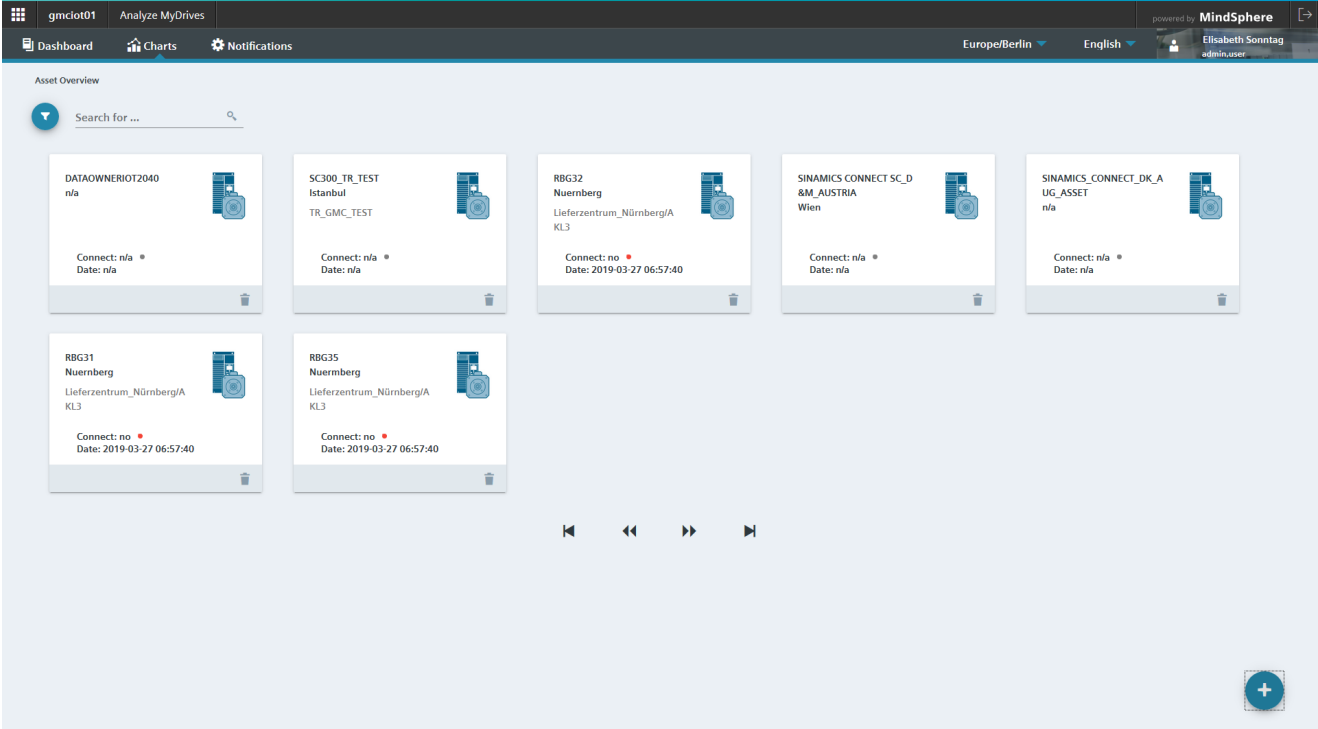 gmciot01 Analyze MyDrives powered by MindSphere
Dashboard Charts Notifications Europe/Berlin English Elisabeth Sonntag
admin,user
Asset Overview
Search for ...
DATAOWNERIOT2040
n/a
Connect: n/a
Date: n/a
SC300_TR_TEST
Istanbul
TR_GMC_TEST
Connect: n/a
Date: n/a
RBG32
Nuernberg
Lieferzentrum_Nürnberg/A
KL3
Connect: no
Date: 2019-03-27 06:57:40
SINAMICS CONNECT SC_D
&M_AUSTRIA
Wien
Connect: n/a
Date: n/a
SINAMICS_CONNECT_DK_A
UG_ASSET
n/a
Connect: n/a
Date: n/a
RBG31
Nuernberg
Lieferzentrum_Nürnberg/A
KL3
Connect: no
Date: 2019-03-27 06:57:40
RBG35
Nuermberg
Lieferzentrum_Nürnberg/A
KL3
Connect: no
Date: 2019-03-27 06:57:40